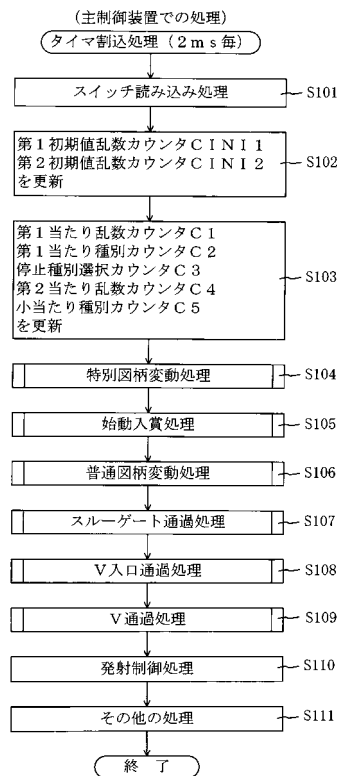 (主制御装置での処理)
タイマ割込処理(2ms毎)
スイッチ読み込み処理
S101
第1初期値乱数カウンタCINI1
第2初期値乱数カウンタCINI2
を更新
S102
第1当たり乱数カウンタC1
第1当たり種別カウンタC2
停止種別選択カウンタC3
第2当たり乱数カウンタC4
小当たり種別カウンタC5
を更新
S103
特別図柄変動処理
S104
始動入賞処理
S105
普通図柄変動処理
S106
スルーゲート通過処理
S107
V入口通過処理
S108
V通過処理
S109
発射制御処理
S110
その他の処理
S111
終 了